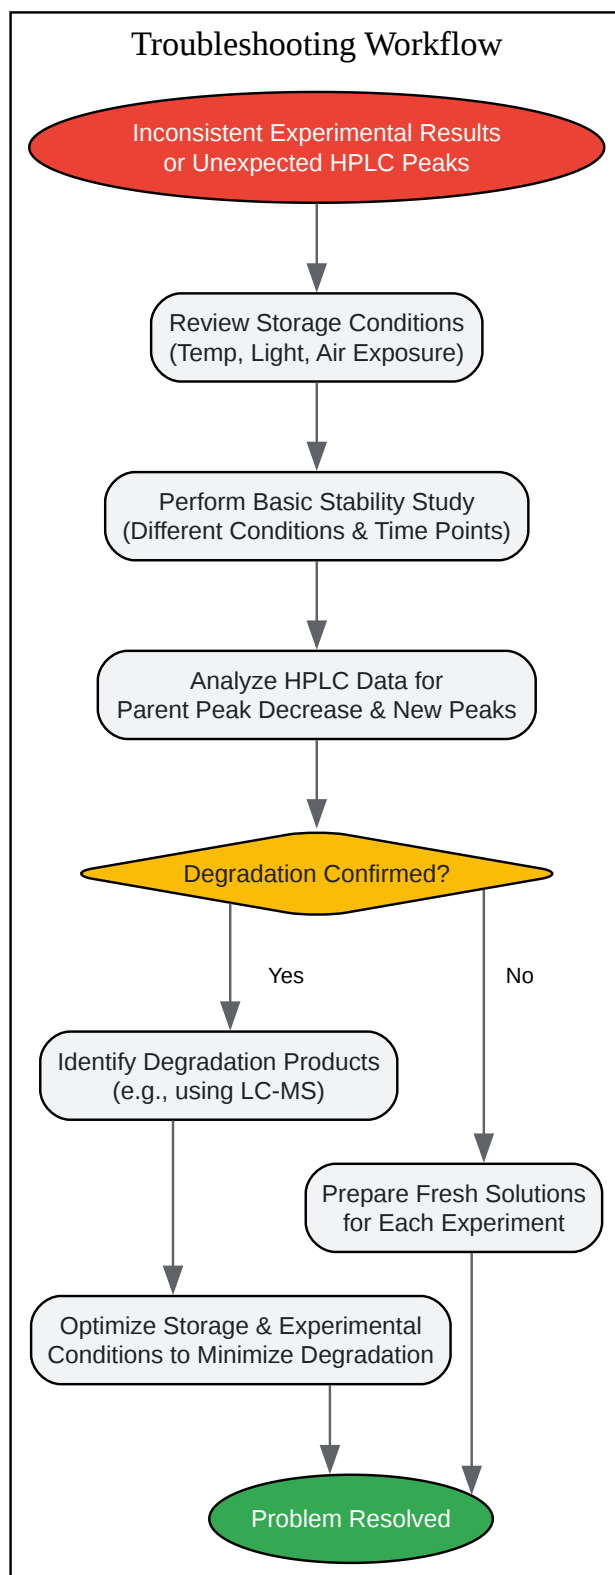 Troubleshooting Workflow
Inconsistent Experimental Results
or Unexpected HPLC Peaks
Review Storage Conditions
(Temp, Light, Air Exposure)
Perform Basic Stability Study
(Different Conditions & Time Points)
Analyze HPLC Data for
Parent Peak Decrease & New Peaks
Degradation Confirmed?
Yes
No
Identify Degradation Products
(e.g., using LC-MS)
Prepare Fresh Solutions
for Each Experiment
Optimize Storage & Experimental
Conditions to Minimize Degradation
Problem Resolved